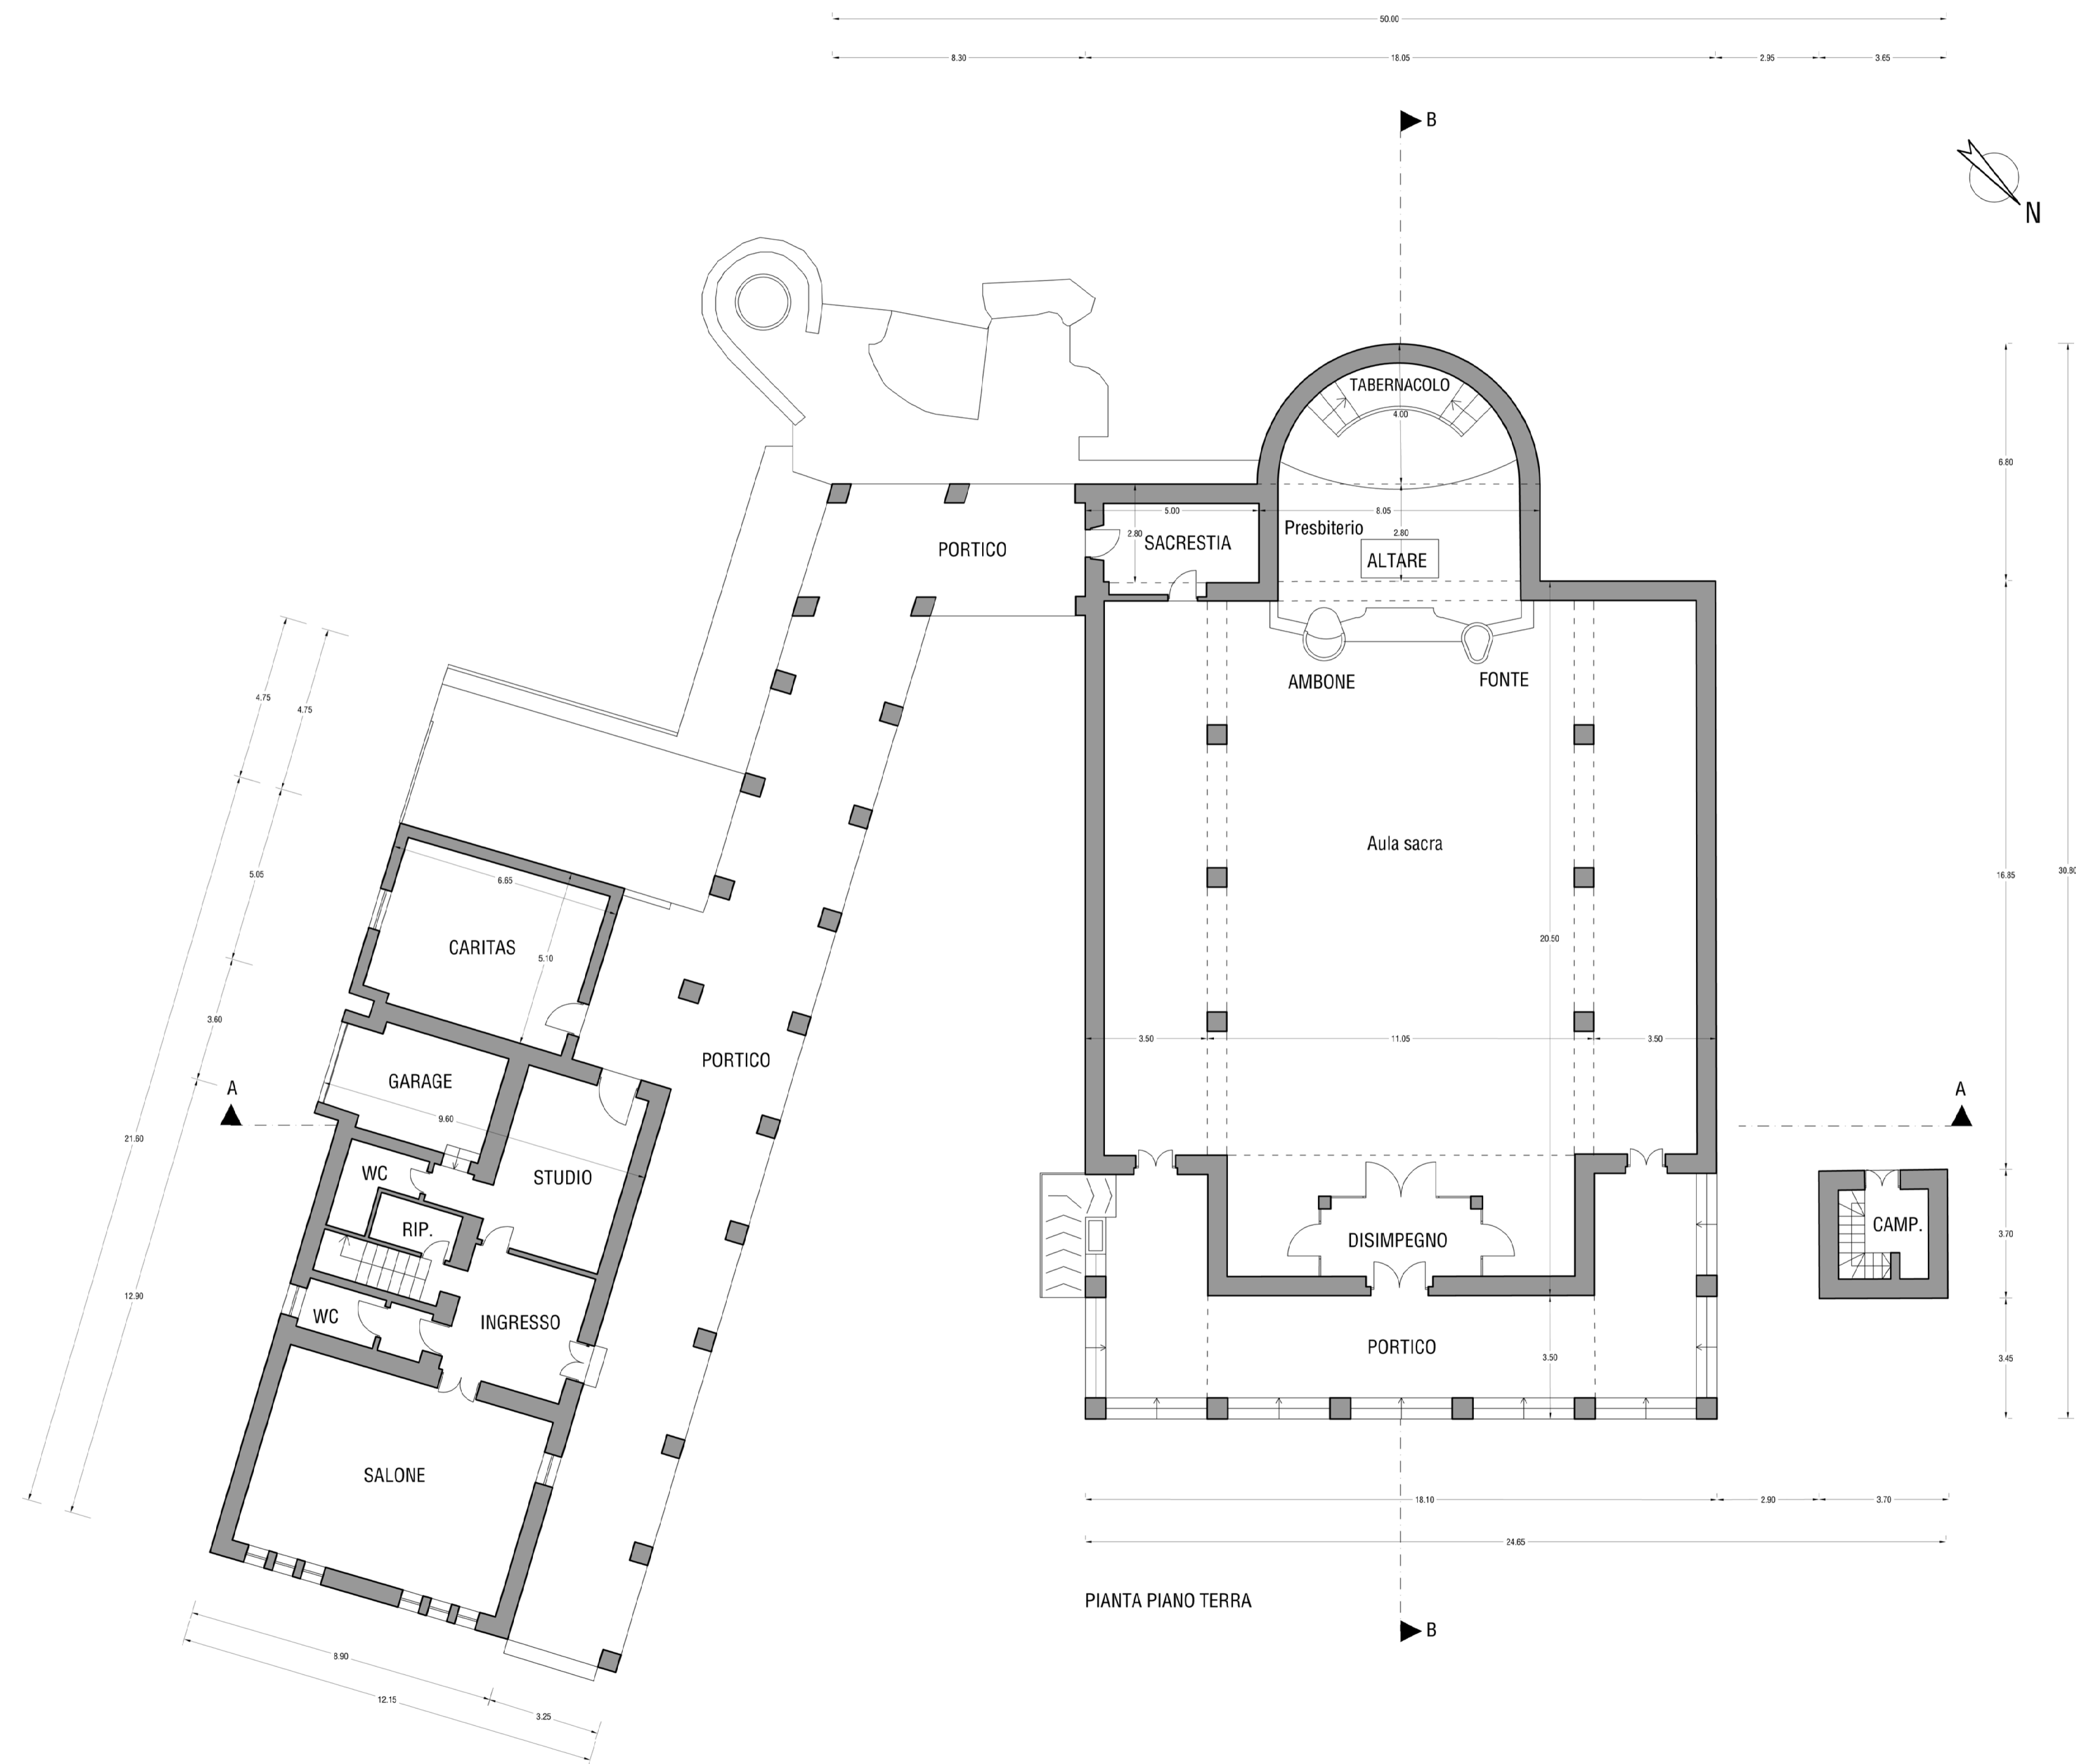 50.00
8.30
18.05
2.95
3.65
B
N
TABERNACOLO
4.00
6.80
5.00
8.05
2.80
SACRESTIA
Presbiterio
2.80
ALTARE
PORTICO
AMBONE
FONTE
4.75
4.75
Aula sacra
16.85
30.80
5.05
6.65
CARITAS
5.10
20.50
3.60
3.50
11.05
3.50
PORTICO
A
GARAGE
9.60
A
21.60
WC
STUDIO
RIP.
DISIMPEGNO
CAMP.
3.70
12.90
WC
INGRESSO
PORTICO
3.50
3.45
SALONE
18.10
2.90
3.70
24.65
PIANTA PIANO TERRA
B
8.90
12.15
3.25